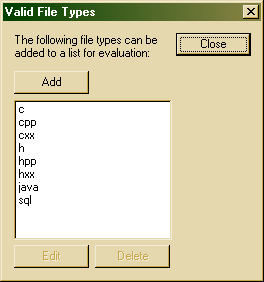 Valid File Types
The following file types can be
added to a list for evaluation:
Close
Add
c
cpp
cxx
h
hpp
hxx
java
sql
Edit
Delete